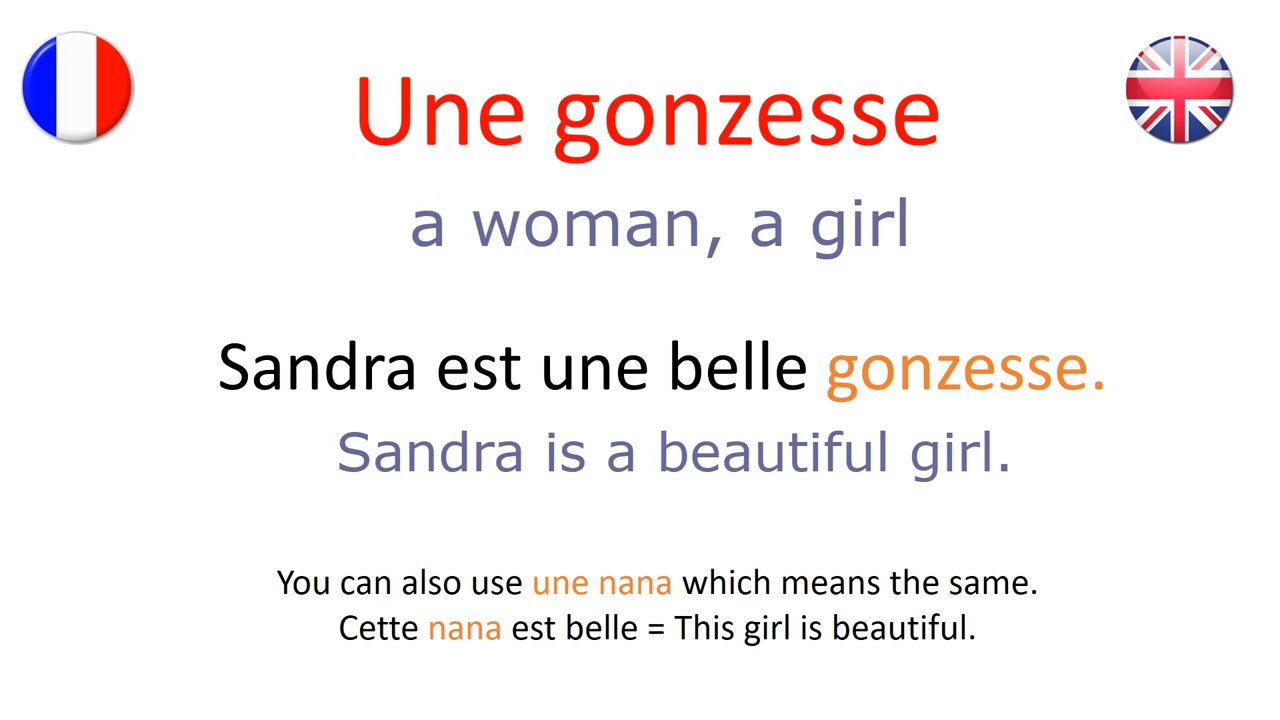 Une gonzesse
a woman, a girl
Sandra est une belle gonzesse.
Sandra is a beautiful girl.
You can also use une nana which means the same.
Cette nana est belle = This girl is beautiful.